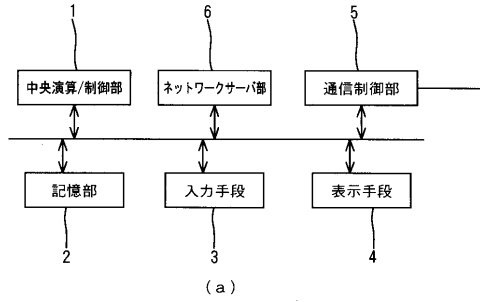 1
6
5
中央演算/制御部
ネットワークサーバ部
通信制御部
記憶部
入力手段
表示手段
2
3
4
(a)